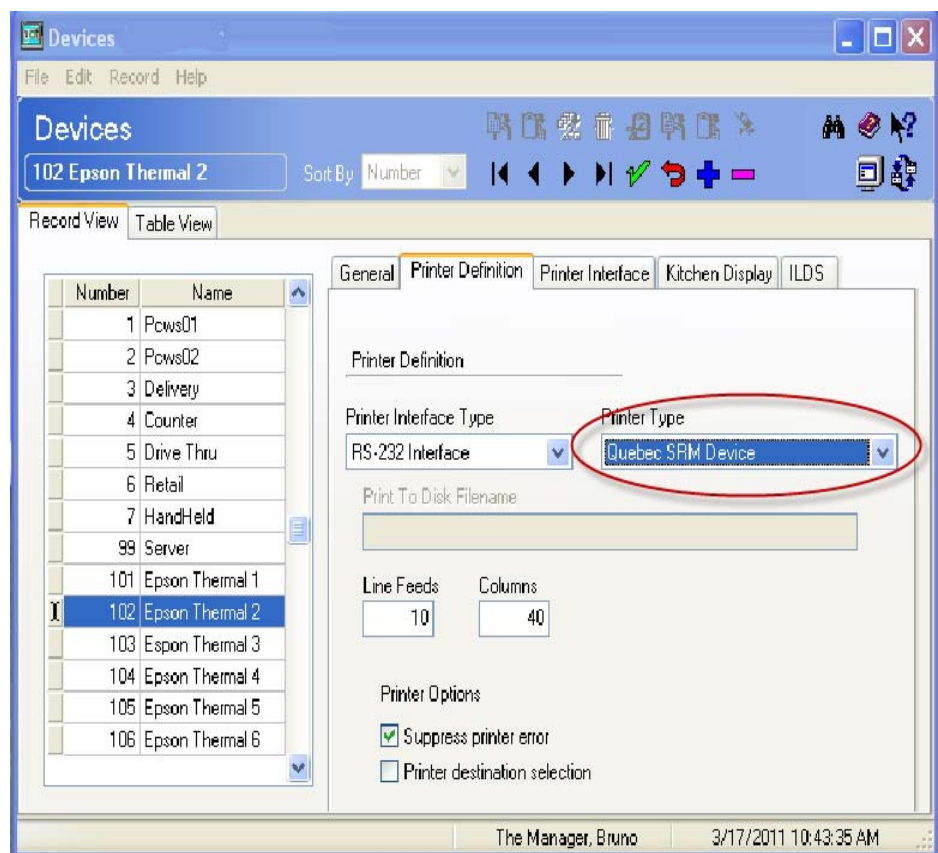 Devices
File Edit Record Help
Devices
102 Epson Thermal 2
Sort By Number
Record View Table View
General Printer Definition Printer Interface Kitchen Display ILDS
Number Name
1 Pcws01
2 Pcws02
3 Delivery
4 Counter
5 Drive Thru
6 Retail
7 HandHeld
99 Server
101 Epson Thermal 1
102 Epson Thermal 2
103 Espon Thermal 3
104 Epson Thermal 4
105 Epson Thermal 5
106 Epson Thermal 6
Printer Definition
Printer Interface Type Printer Type
RS-232 Interface Quebec SRM Device
Print To Disk Filename
Line Feeds Columns
10 40
Printer Options
Suppress printer error
Printer destination selection
The Manager, Bruno 3/17/2011 10:43:35 AM